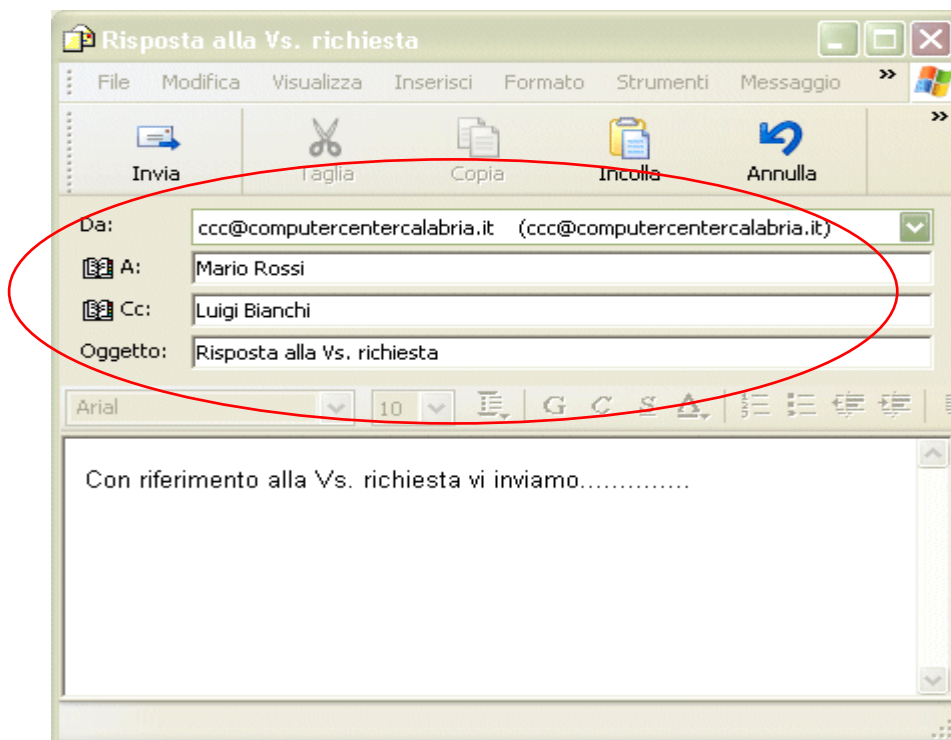 Risposta alla Vs. richiesta
File Modifica Visualizza Inserisci Formato Strumenti Messaggio »
»
Invia Taglia Copia Incolla Annulla
Da: ccc@computercentercalabria.it (ccc@computercentercalabria.it)
A: Mario Rossi
Cc: Luigi Bianchi
Oggetto: Risposta alla Vs. richiesta
Arial 10 G C S A
Con riferimento alla Vs. richiesta vi inviamo..............